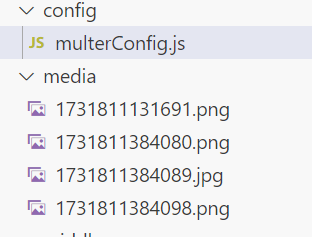 config
JS multerConfig.js
media
1731811131691.png
1731811384080.png
1731811384089.jpg
1731811384098.png